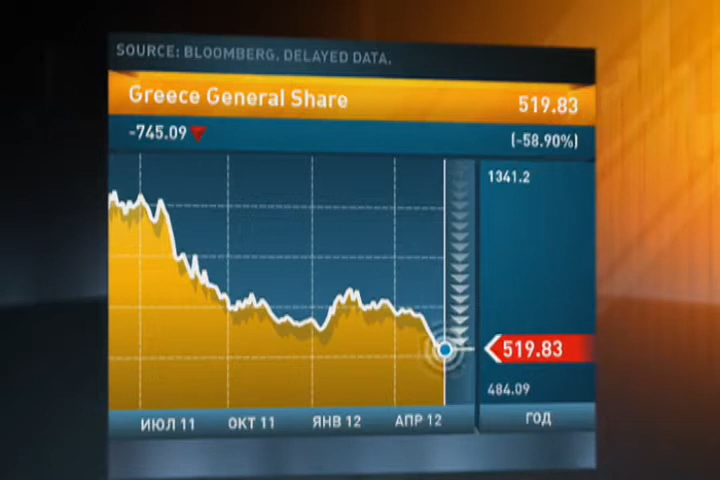 SOURCE: BLOOMBERG. DELAYED DATA.
Greece General Share 519.83
-745.09 (-58.90%)
1341.2
519.83
484.09
ИЮЛ 11 ОКТ 11 ЯНВ 12 АПР 12 ГОД